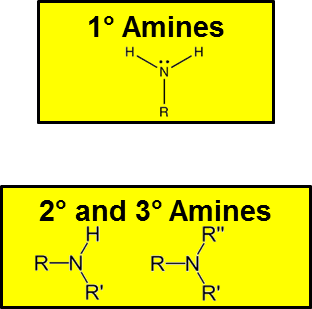 1° Amines
H H
N
R
2° and 3° Amines
H R"
R N R N
R' R'